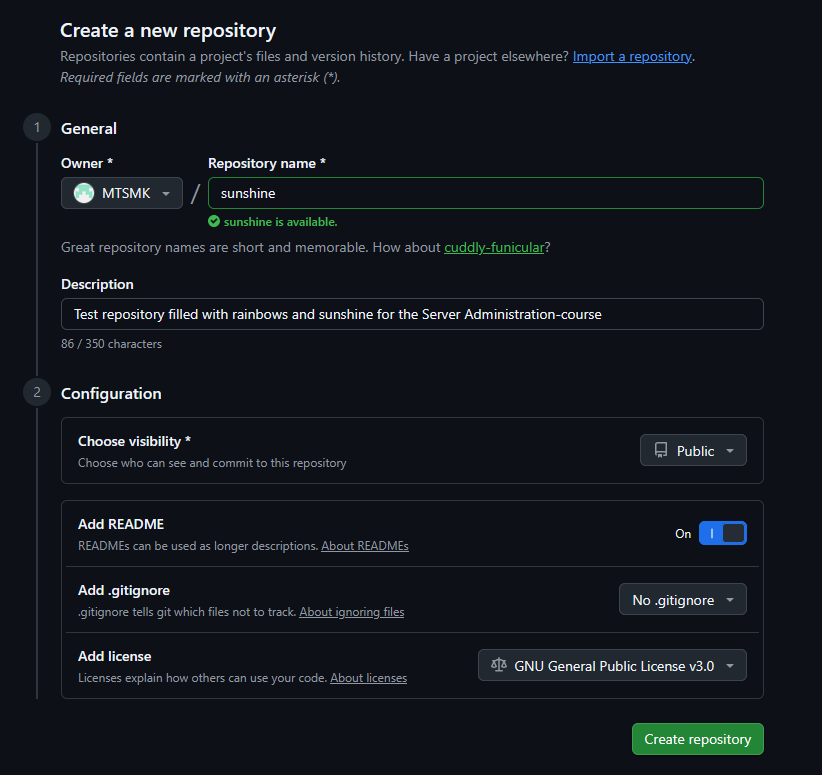 Create a new repository
Repositories contain a project's files and version history. Have a project elsewhere? Import a repository.
Required fields are marked with an asterisk (*).
1 General
Owner * Repository name *
MTSMK / sunshine
sunshine is available.
Great repository names are short and memorable. How about cuddly-funicular?
Description
Test repository filled with rainbows and sunshine for the Server Administration-course
86 / 350 characters
2 Configuration
Choose visibility *
Choose who can see and commit to this repository
Public
Add README
READMEs can be used as longer descriptions. About READMEs
On
Add .gitignore
.gitignore tells git which files not to track. About ignoring files
No .gitignore
Add license
Licenses explain how others can use your code. About licenses
GNU General Public License v3.0
Create repository